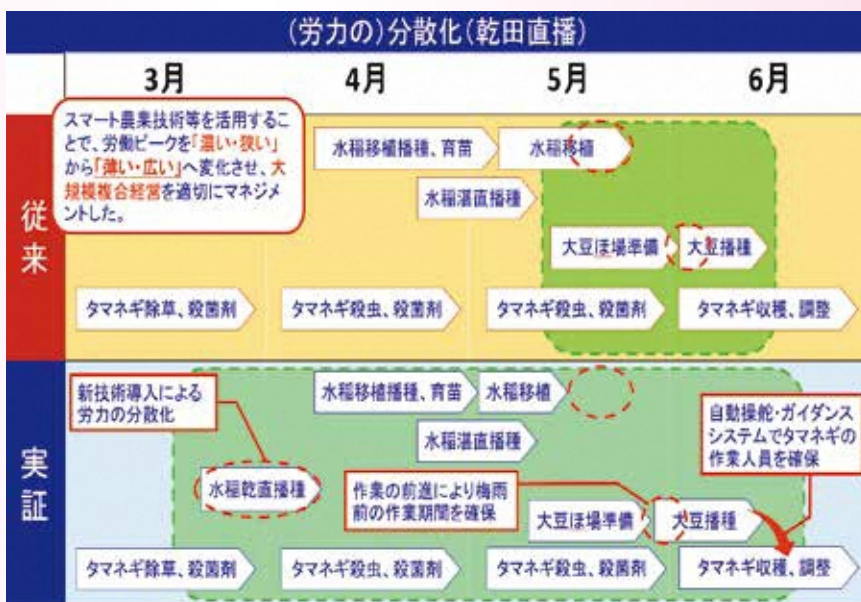 (労力の)分散化(乾田直播)
3月
4月
5月
6月
従来
スマート農業技術等を活用するこ
とで、労働ピークを「濃い・狭い」
から「薄い・広い」へ変化させ、大
規模複合経営を適切にマネジメ
ントした。
水稲移植播種、育苗
水稲移植
水稲湛直播種
大豆ほ場準備
大豆播種
タマネギ除草、殺菌剤
タマネギ殺虫、殺菌剤
タマネギ殺虫、殺菌剤
タマネギ収穫、調整
実証
新技術導入による
労力の分散化
水稲移植播種、育苗
水稲移植
自動操舵・ガイダンス
システムでタマネギの
作業人員を確保
水稲湛直播種
水稲乾直播種
作業の前進により梅雨
前の作業期間を確保
大豆ほ場準備
大豆播種
タマネギ除草、殺菌剤
タマネギ殺虫、殺菌剤
タマネギ殺虫、殺菌剤
タマネギ収穫、調整